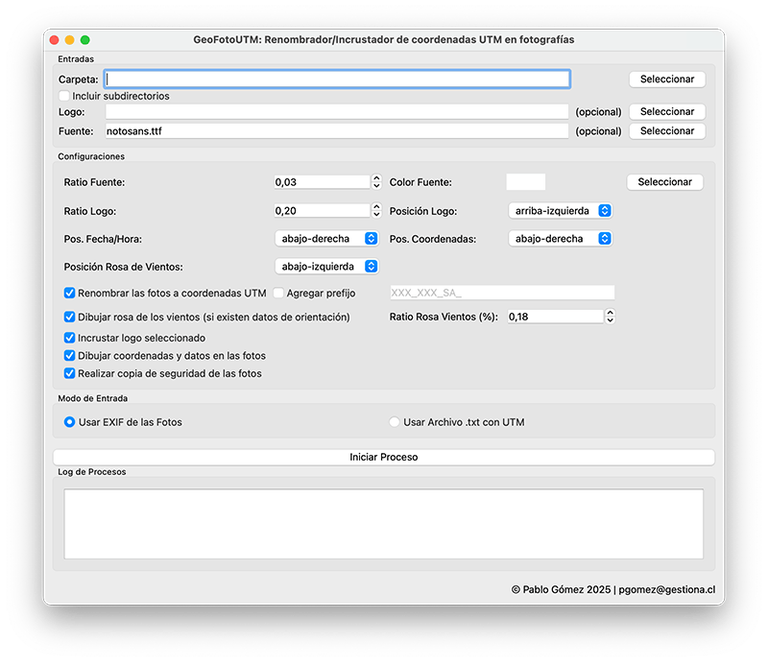 GeoFotoUTM: Renombrador/Incrustador de coordenadas UTM en fotografías
Entradas
Carpeta: Seleccionar
Incluir subdirectorios
Logo: (opcional) Seleccionar
Fuente: notosans.ttf (opcional) Seleccionar
Configuraciones
Ratio Fuente: 0,03 Color Fuente: Seleccionar
Ratio Logo: 0,20 Posición Logo: arriba-izquierda
Pos. Fecha/Hora: abajo-derecha Pos. Coordenadas: abajo-derecha
Posición Rosa de Vientos: abajo-izquierda
Renombrar las fotos a coordenadas UTM Agregar prefijo XXX_XXX_SA_
Dibujar rosa de los vientos (si existen datos de orientación) Ratio Rosa Vientos (%): 0,18
Incrustar logo seleccionado
Dibujar coordenadas y datos en las fotos
Realizar copia de seguridad de las fotos
Modo de Entrada
Usar EXIF de las Fotos Usar Archivo .txt con UTM
Iniciar Proceso
Log de Procesos
© Pablo Gómez 2025 | pgomez@gestiona.cl